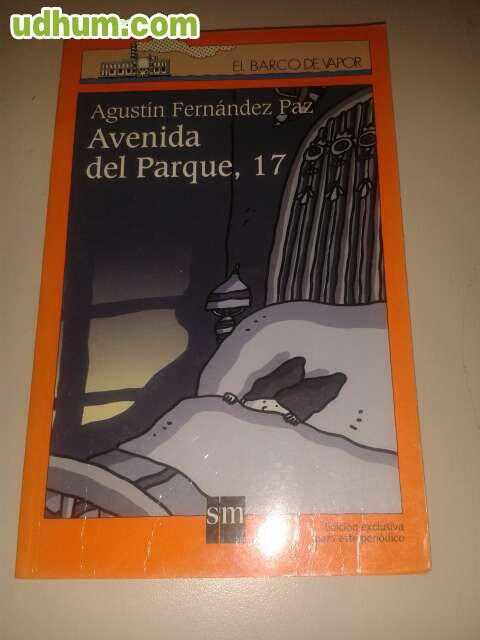 udhum.com
EL BARCO DE VAPOR
Agustín Fernández Paz
Avenida
del Parque, 17
sm
Edición exclusiva
para este periódico